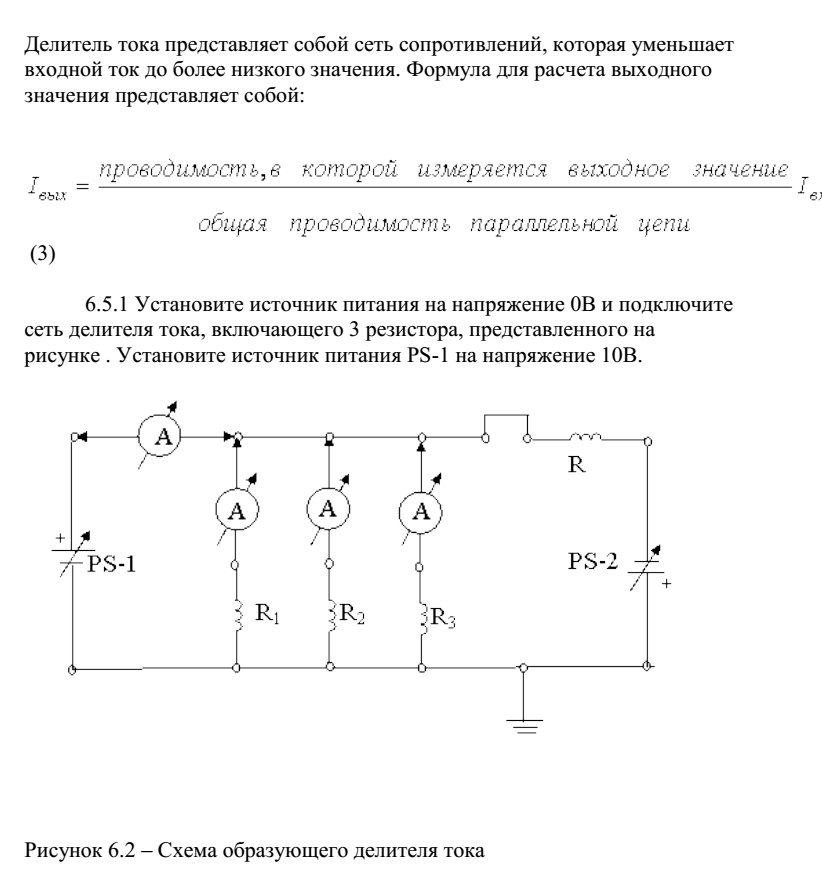 Делитель тока представляет собой сеть сопротивлений, которая уменьшает
входной ток до более низкого значения. Формула для расчета выходного
значения представляет собой:
I вых = проводимость, в которой измеряется выходное значение I в
общая проводимость параллельной цепи
(3)
6.5.1 Установите источник питания на напряжение 0В и подключите
сеть делителя тока, включающего 3 резистора, представленного на
рисунке . Установите источник питания PS-1 на напряжение 10В.
A
R
A A A
+ PS-1 PS-2 +
R1 R2 R3
Рисунок 6.2 – Схема образующего делителя тока